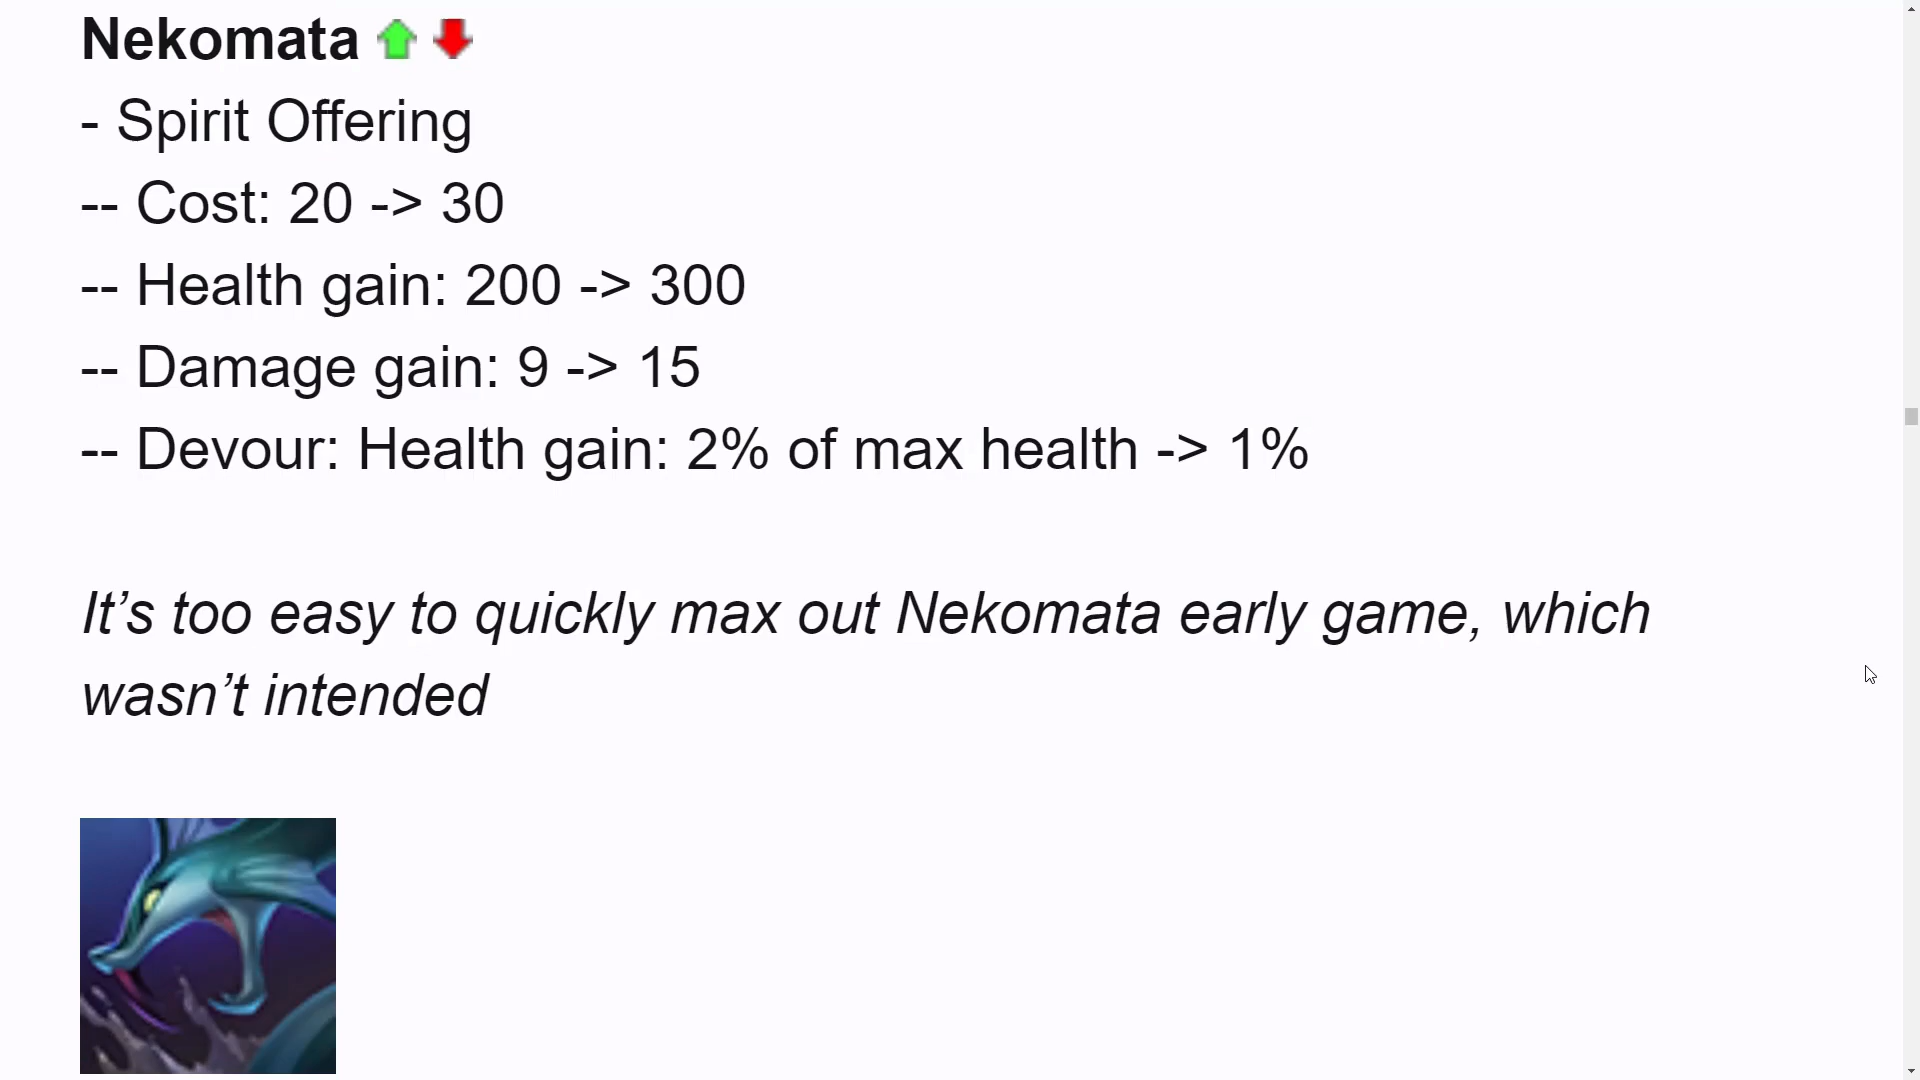 Nekomata
- Spirit Offering
-- Cost: 20 -> 30
-- Health gain: 200 -> 300
-- Damage gain: 9 -> 15
-- Devour: Health gain: 2% of max health -> 1%
It’s too easy to quickly max out Nekomata early game, which
wasn’t intended